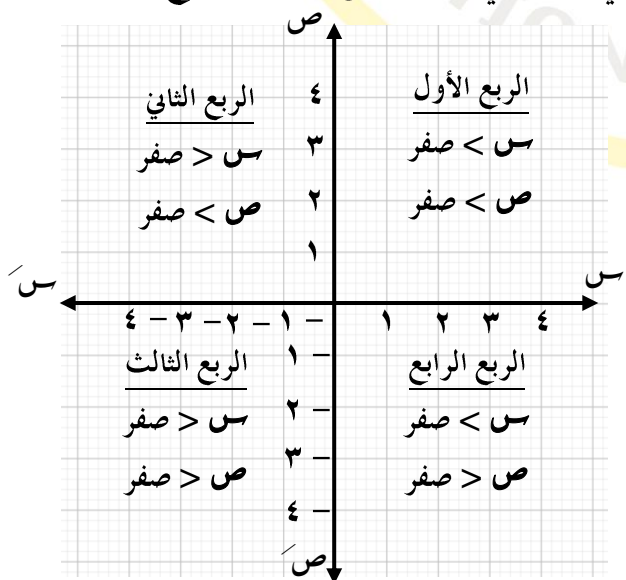 ص
الربع الأول
س > صفر
ص > صفر
الربع الثاني
س < صفر
ص > صفر
٤
٣
٢
١
س
سَ
٤ − ٣ − ٢ − ١ −
١ ٢ ٣ ٤
الربع الرابع
س > صفر
ص < صفر
الربع الثالث
س < صفر
ص < صفر
− ١
− ٢
− ٣
− ٤
صَ